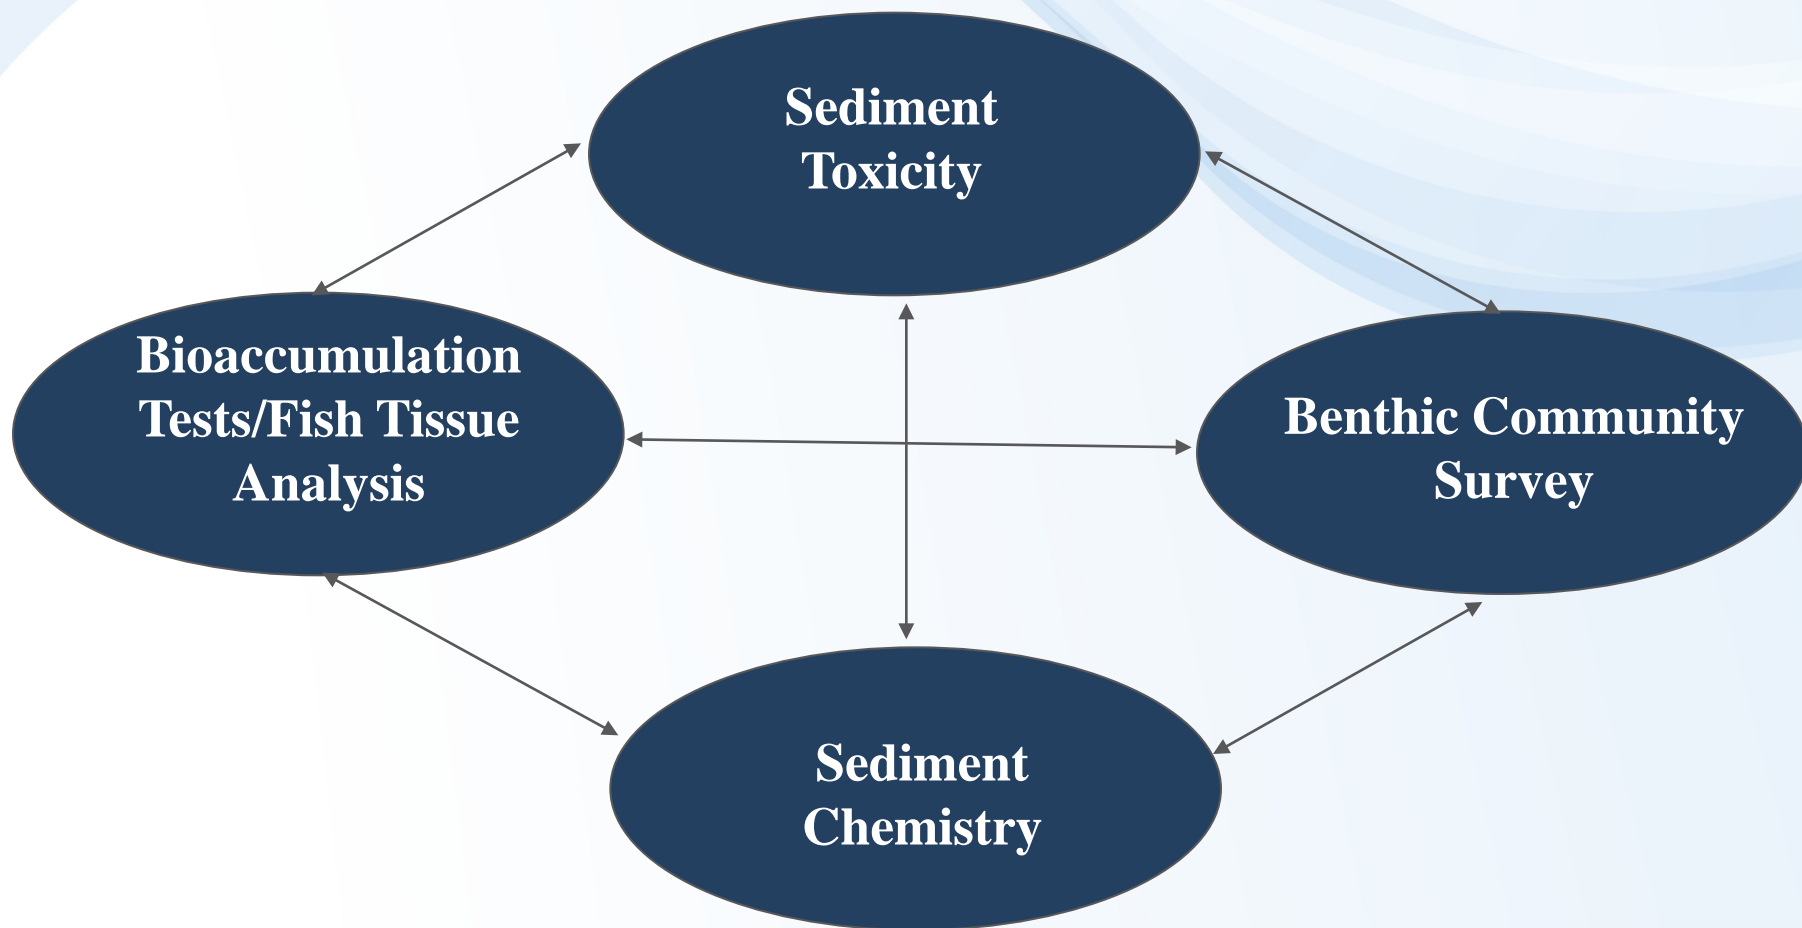 Sediment
Toxicity
Bioaccumulation
Tests/Fish Tissue
Analysis
Benthic Community
Survey
Sediment
Chemistry